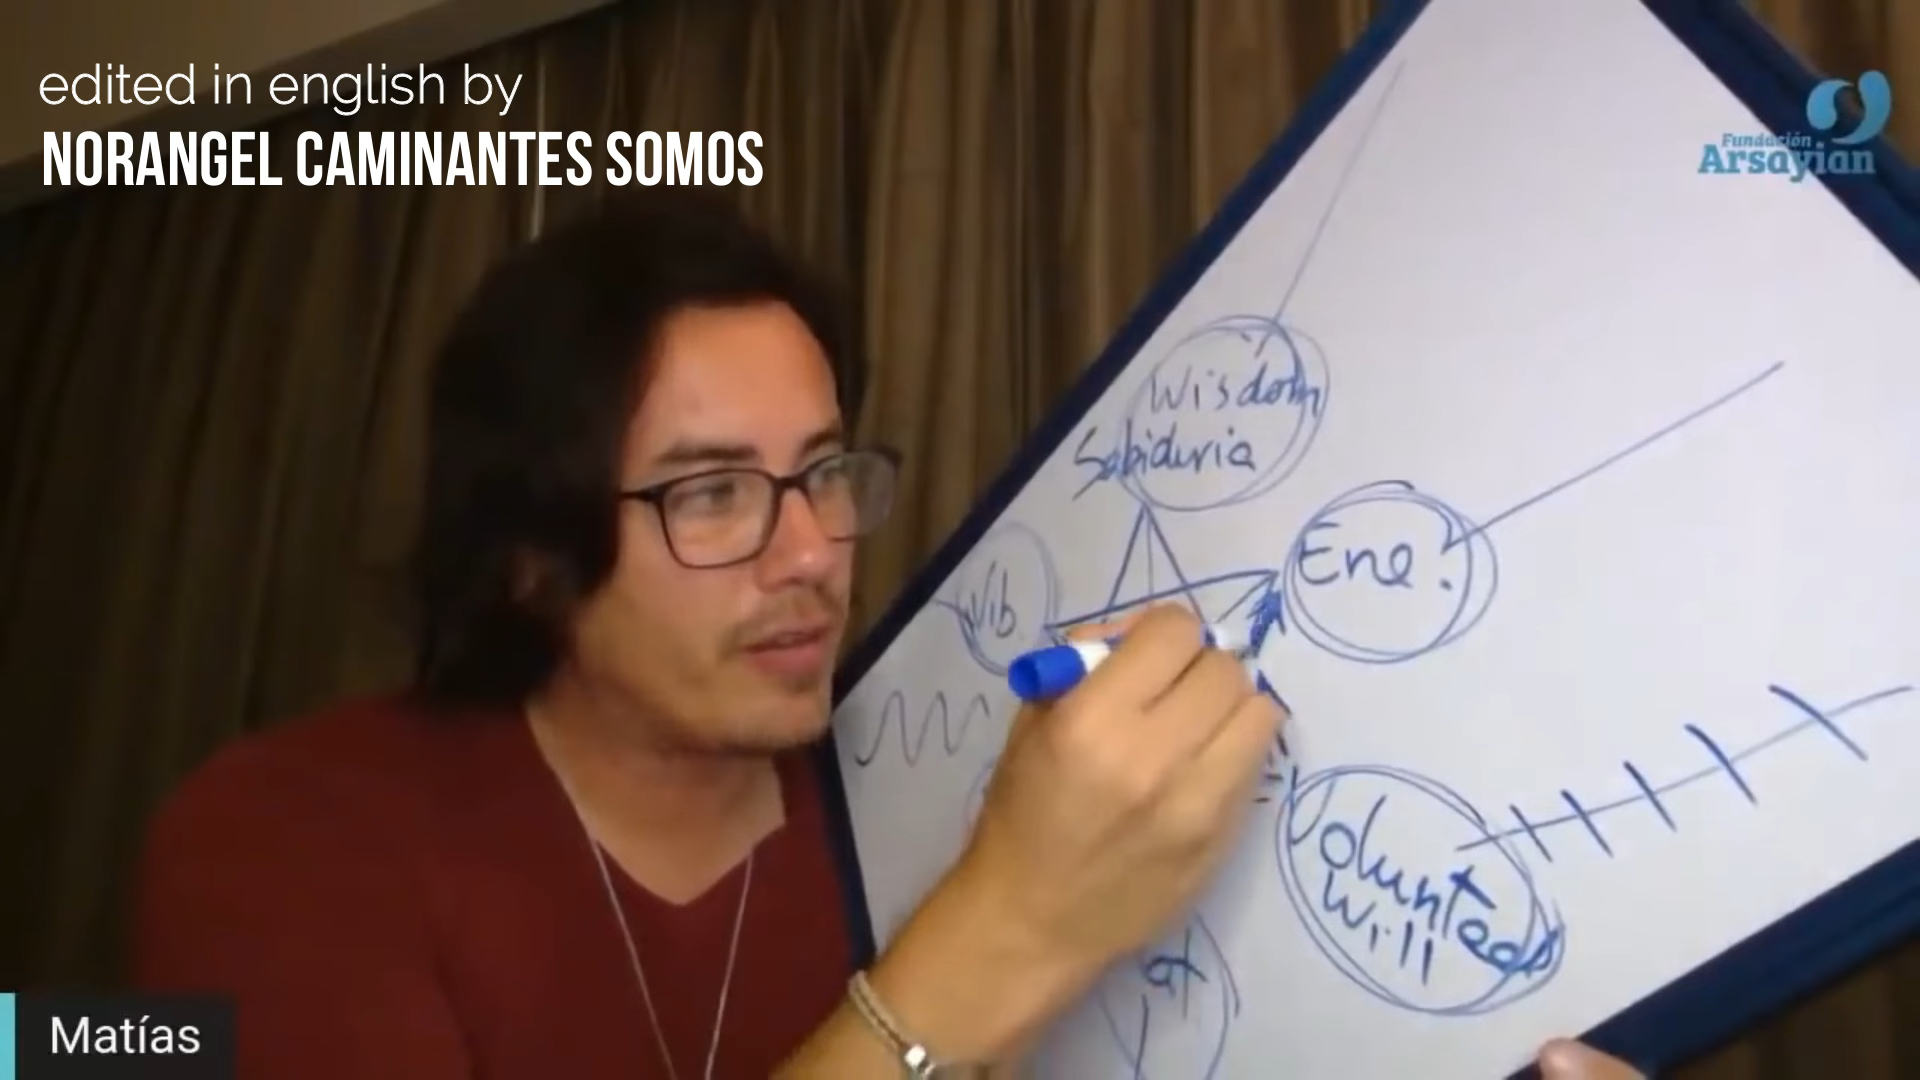 edited in english by
NORANGEL CAMINANTES SOMOS
Fundación
Arsayian
Wisdom
Sabiduria
Ene?
Vib.
Voluntad
Will
Matías